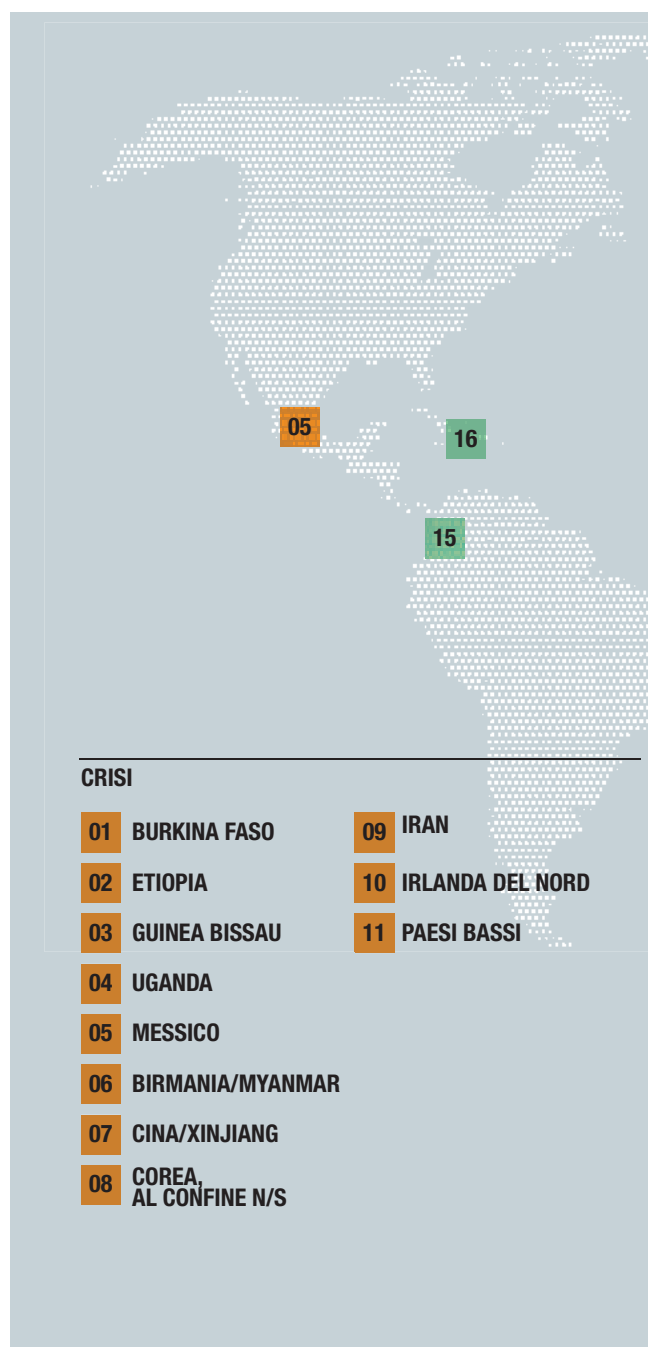 05
16
15
CRISI
01 BURKINA FASO
02 ETIOPIA
03 GUINEA BISSAU
04 UGANDA
05 MESSICO
06 BIRMANIA/MYANMAR
07 CINA/XINJIANG
08 COREA,
AL CONFINE N/S
09 IRAN
10 IRLANDA DEL NORD
11 PAESI BASSI